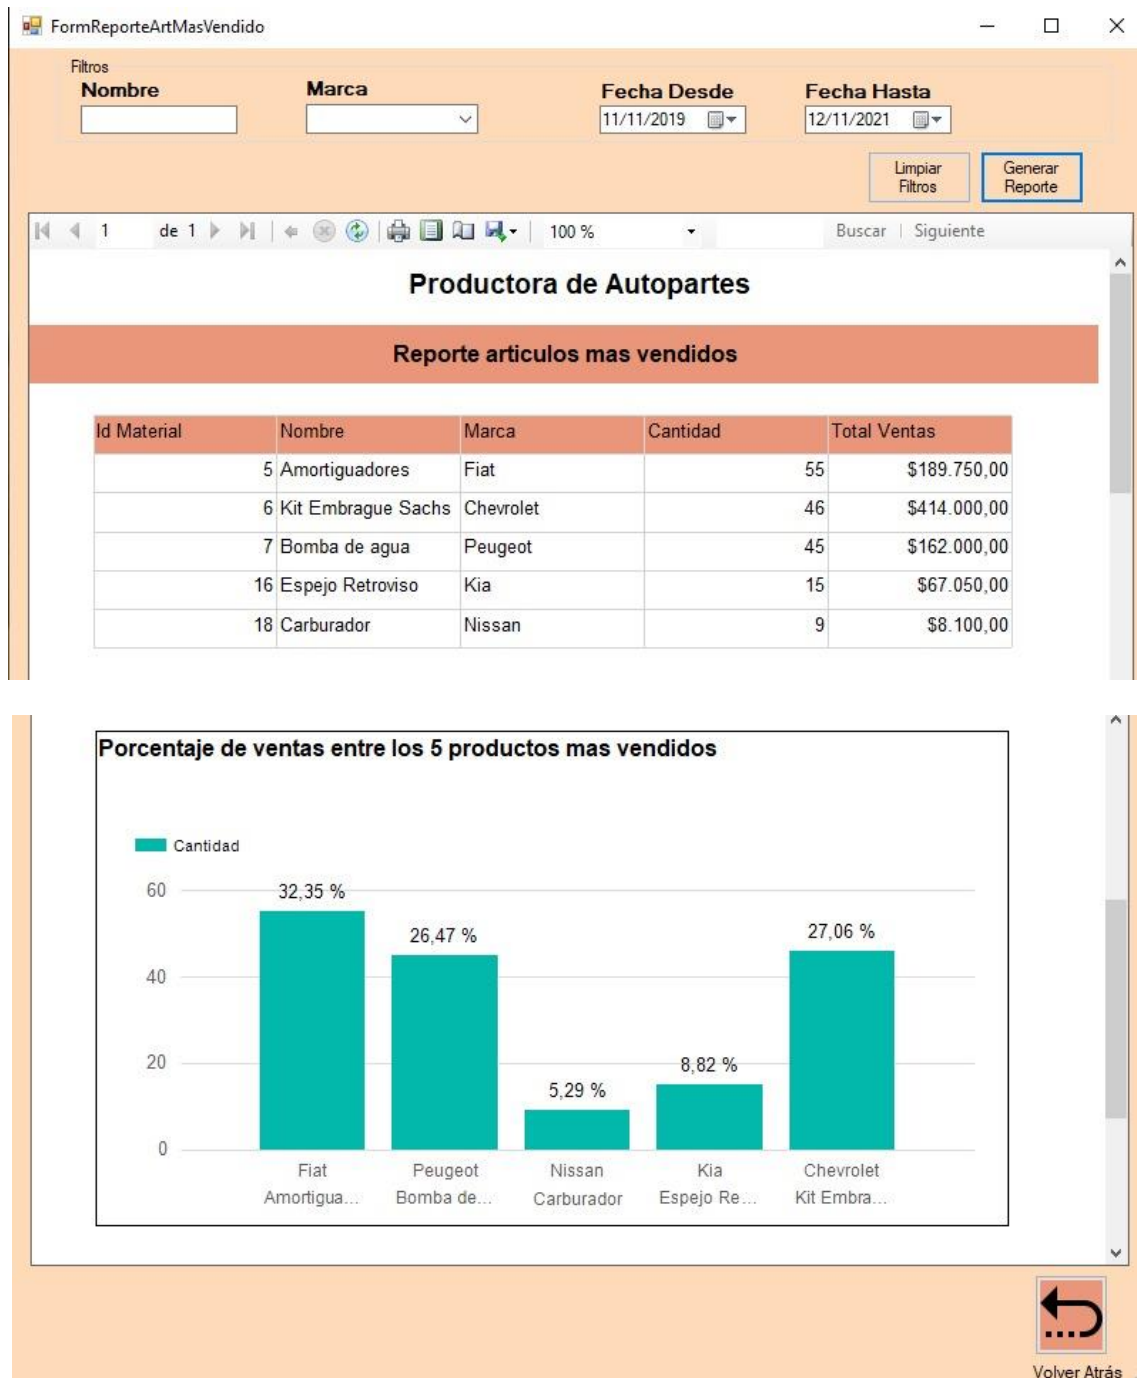 FormReporteArtMasVendido
Filtros
Nombre Marca Fecha Desde Fecha Hasta
11/11/2019 12/11/2021
Limpiar Filtros Generar Reporte
1 de 1 100 % Buscar | Siguiente
Productora de Autopartes
Reporte articulos mas vendidos
Id Material Nombre Marca Cantidad Total Ventas
5 Amortiguadores Fiat 55 $189.750,00
6 Kit Embrague Sachs Chevrolet 46 $414.000,00
7 Bomba de agua Peugeot 45 $162.000,00
16 Espejo Retroviso Kia 15 $67.050,00
18 Carburador Nissan 9 $8.100,00
Porcentaje de ventas entre los 5 productos mas vendidos
Cantidad
60 32,35 %
26,47 % 27,06 %
40
20 8,82 %
5,29 %
0
Fiat Peugeot Nissan Kia Chevrolet
Amortigua... Bomba de... Carburador Espejo Re... Kit Embra...
Volver Atrás